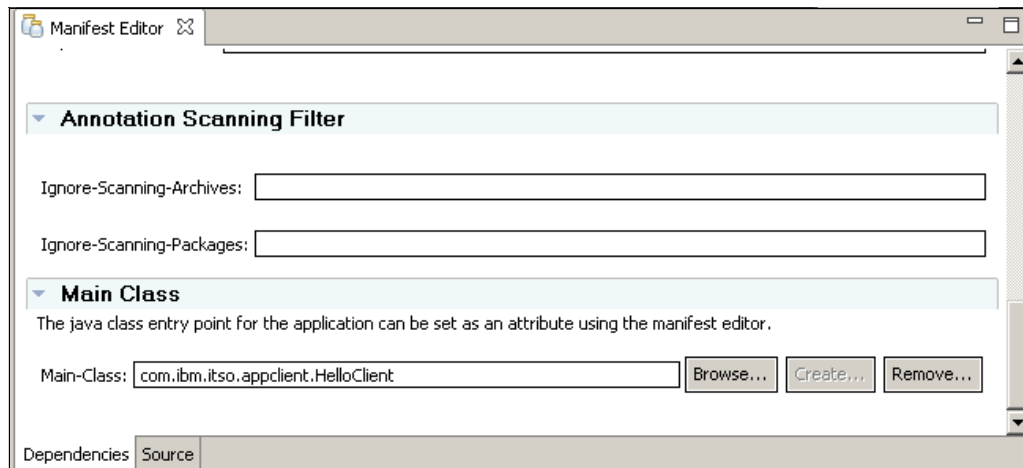 Manifest Editor
Annotation Scanning Filter
Ignore-Scanning-Archives:
Ignore-Scanning-Packages:
Main Class
The java class entry point for the application can be set as an attribute using the manifest editor.
Main-Class: com.ibm.itso.appclient.HelloClient Browse... Create... Remove...
Dependencies Source